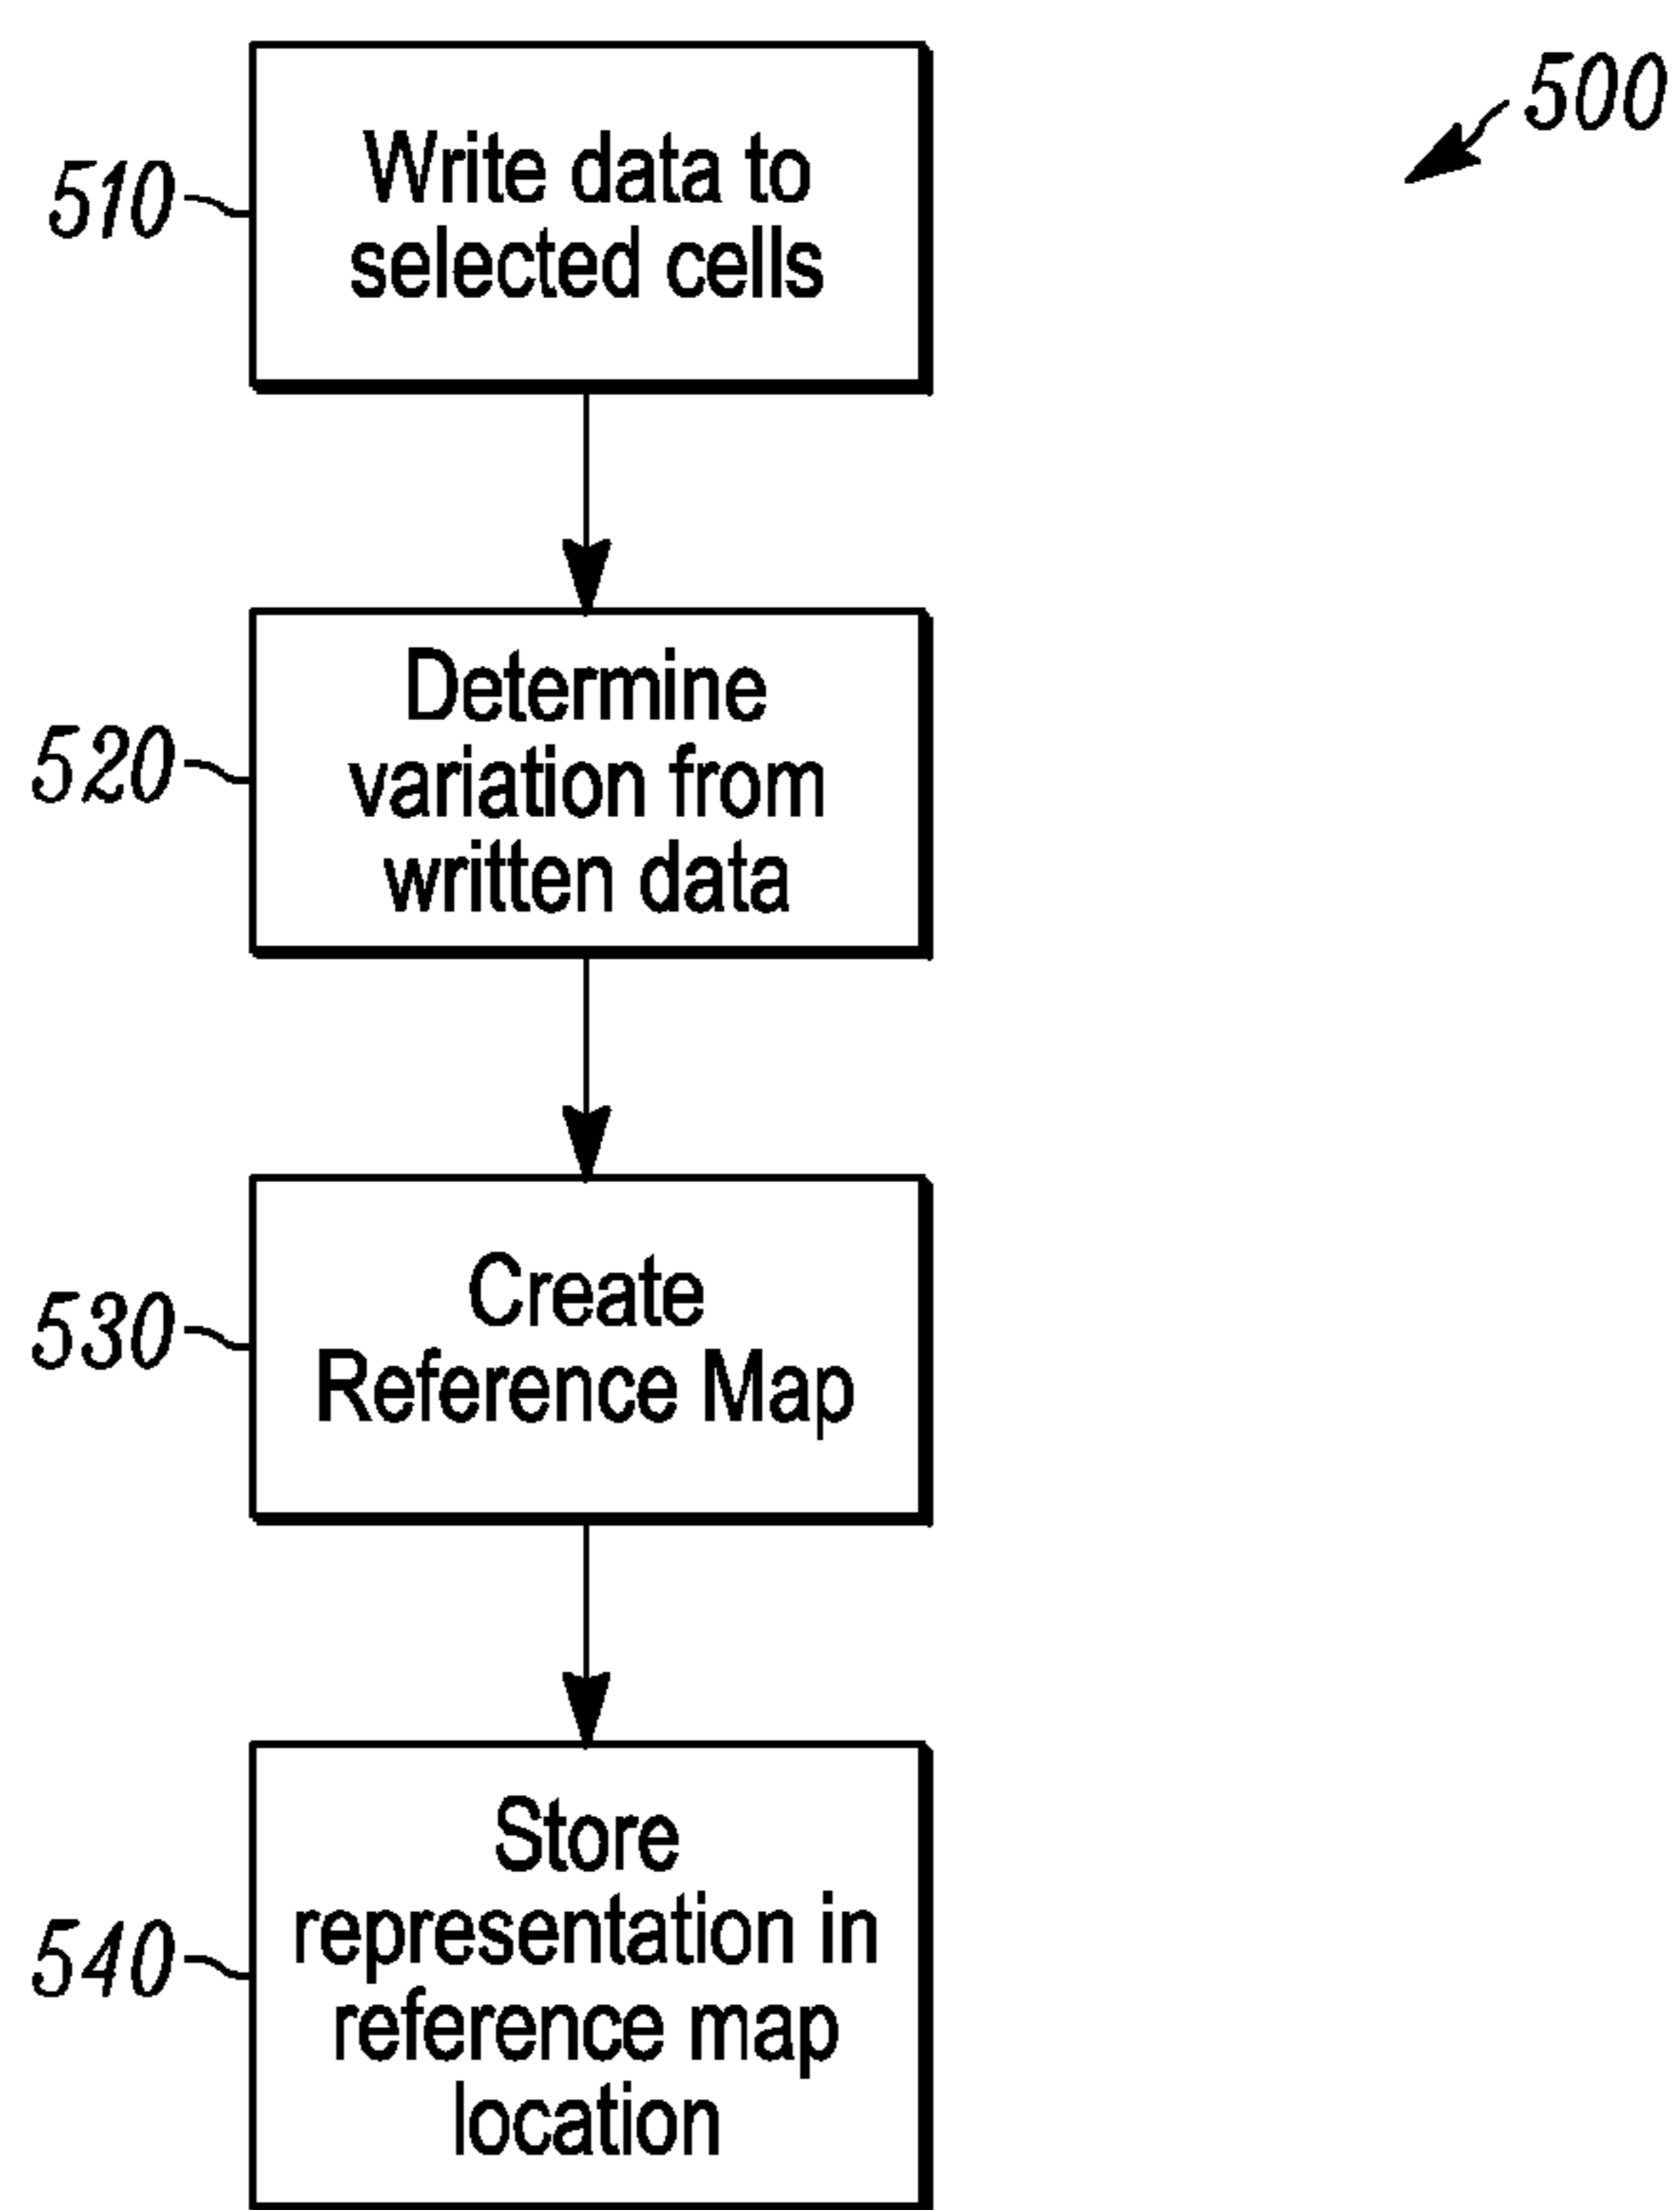 500
510
Write data to
selected cells
520
Determine
variation from
written data
530
Create
Reference Map
540
Store
representation in
reference map
location